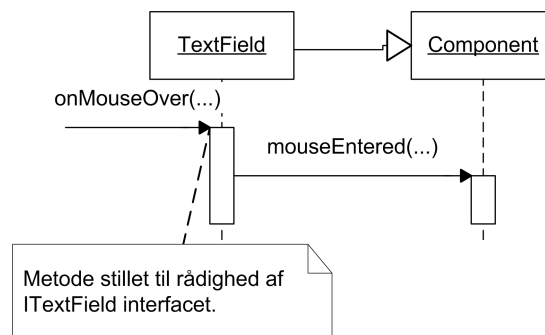 TextField
Component
onMouseOver(...)
mouseEntered(...)
Metode stillet til rådighed af
ITextField interfacet.